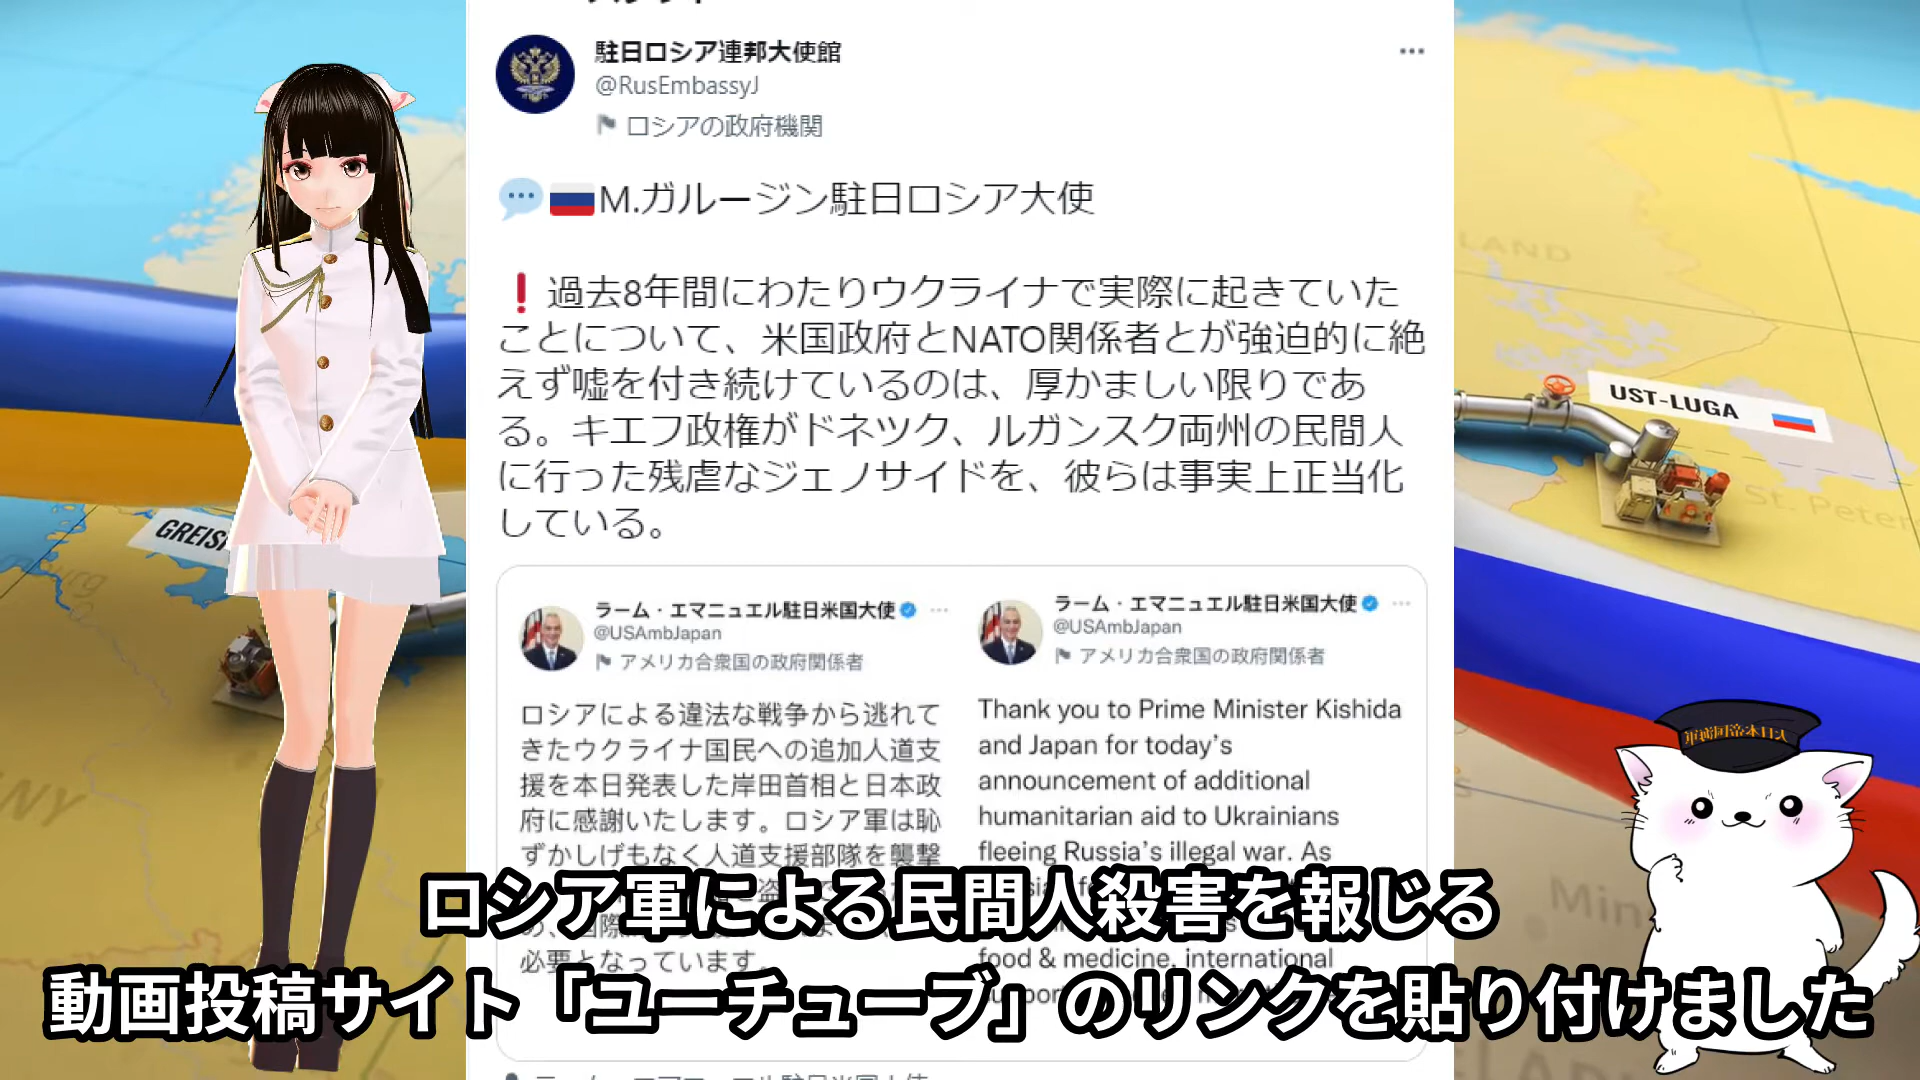 駐日ロシア連邦大使館
@RusEmbassyJ
ロシアの政府機関
M.ガルージン駐日ロシア大使
❗過去8年間にわたりウクライナで実際に起きていた
ことについて、米国政府とNATO関係者とが強迫的に絶
えず嘘を付き続けているのは、厚かましい限りであ
る。キエフ政権がドネツク、ルガンスク両州の民間人
に行った残虐なジェノサイドを、彼らは事実上正当化
している。
ラーム・エマニュエル駐日米国大使
@USAmbJapan
アメリカ合衆国の政府関係者
ロシアによる違法な戦争から逃れて
きたウクライナ国民への追加人道支
援を本日発表した岸田首相と日本政
府に感謝いたします。ロシア軍は恥
ずかしげもなく人道支援部隊を襲撃
必要となっています。
ラーム・エマニュエル駐日米国大使
@USAmbJapan
アメリカ合衆国の政府関係者
Thank you to Prime Minister Kishida
and Japan for today's
announcement of additional
humanitarian aid to Ukrainians
fleeing Russia's illegal war. As
food & medicine, international
ロシア軍による民間人殺害を報じる
動画投稿サイト「ユーチューブ」のリンクを貼り付けました
UST-LUGA
St. Peter
LAND
GREIS
NY
Min
大日本帝国海軍